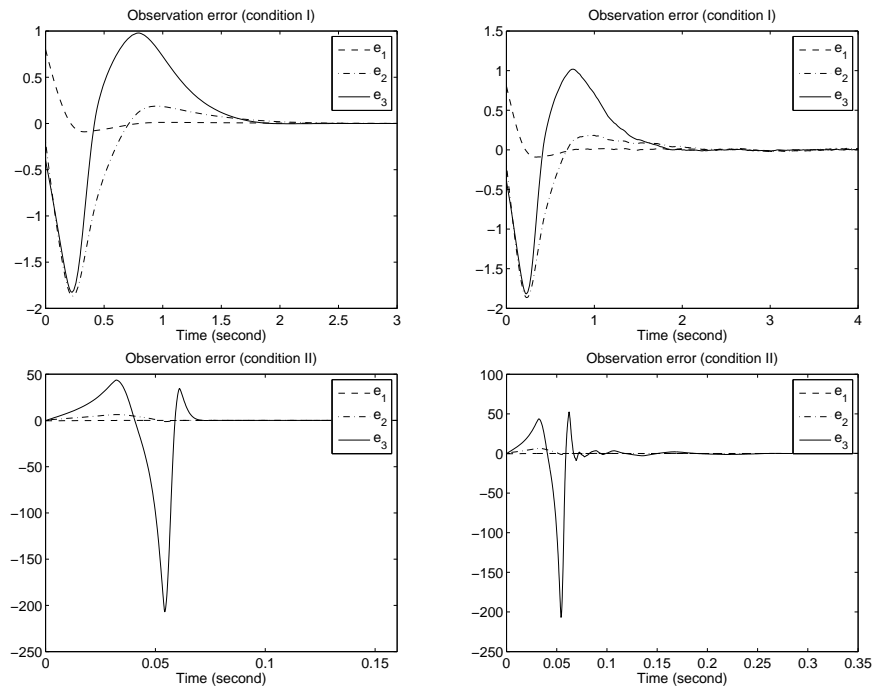 Observation error (condition I)
1
0.5
0
−0.5
−1
−1.5
−2
0
0.5
1
1.5
2
2.5
3
Time (second)
e1
e2
e3
Observation error (condition I)
1.5
1
0.5
0
−0.5
−1
−1.5
−2
0
1
2
3
4
Time (second)
e1
e2
e3
Observation error (condition II)
50
0
−50
−100
−150
−200
−250
0
0.05
0.1
0.15
Time (second)
e1
e2
e3
Observation error (condition II)
100
50
0
−50
−100
−150
−200
−250
0
0.05
0.1
0.15
0.2
0.25
0.3
0.35
Time (second)
e1
e2
e3